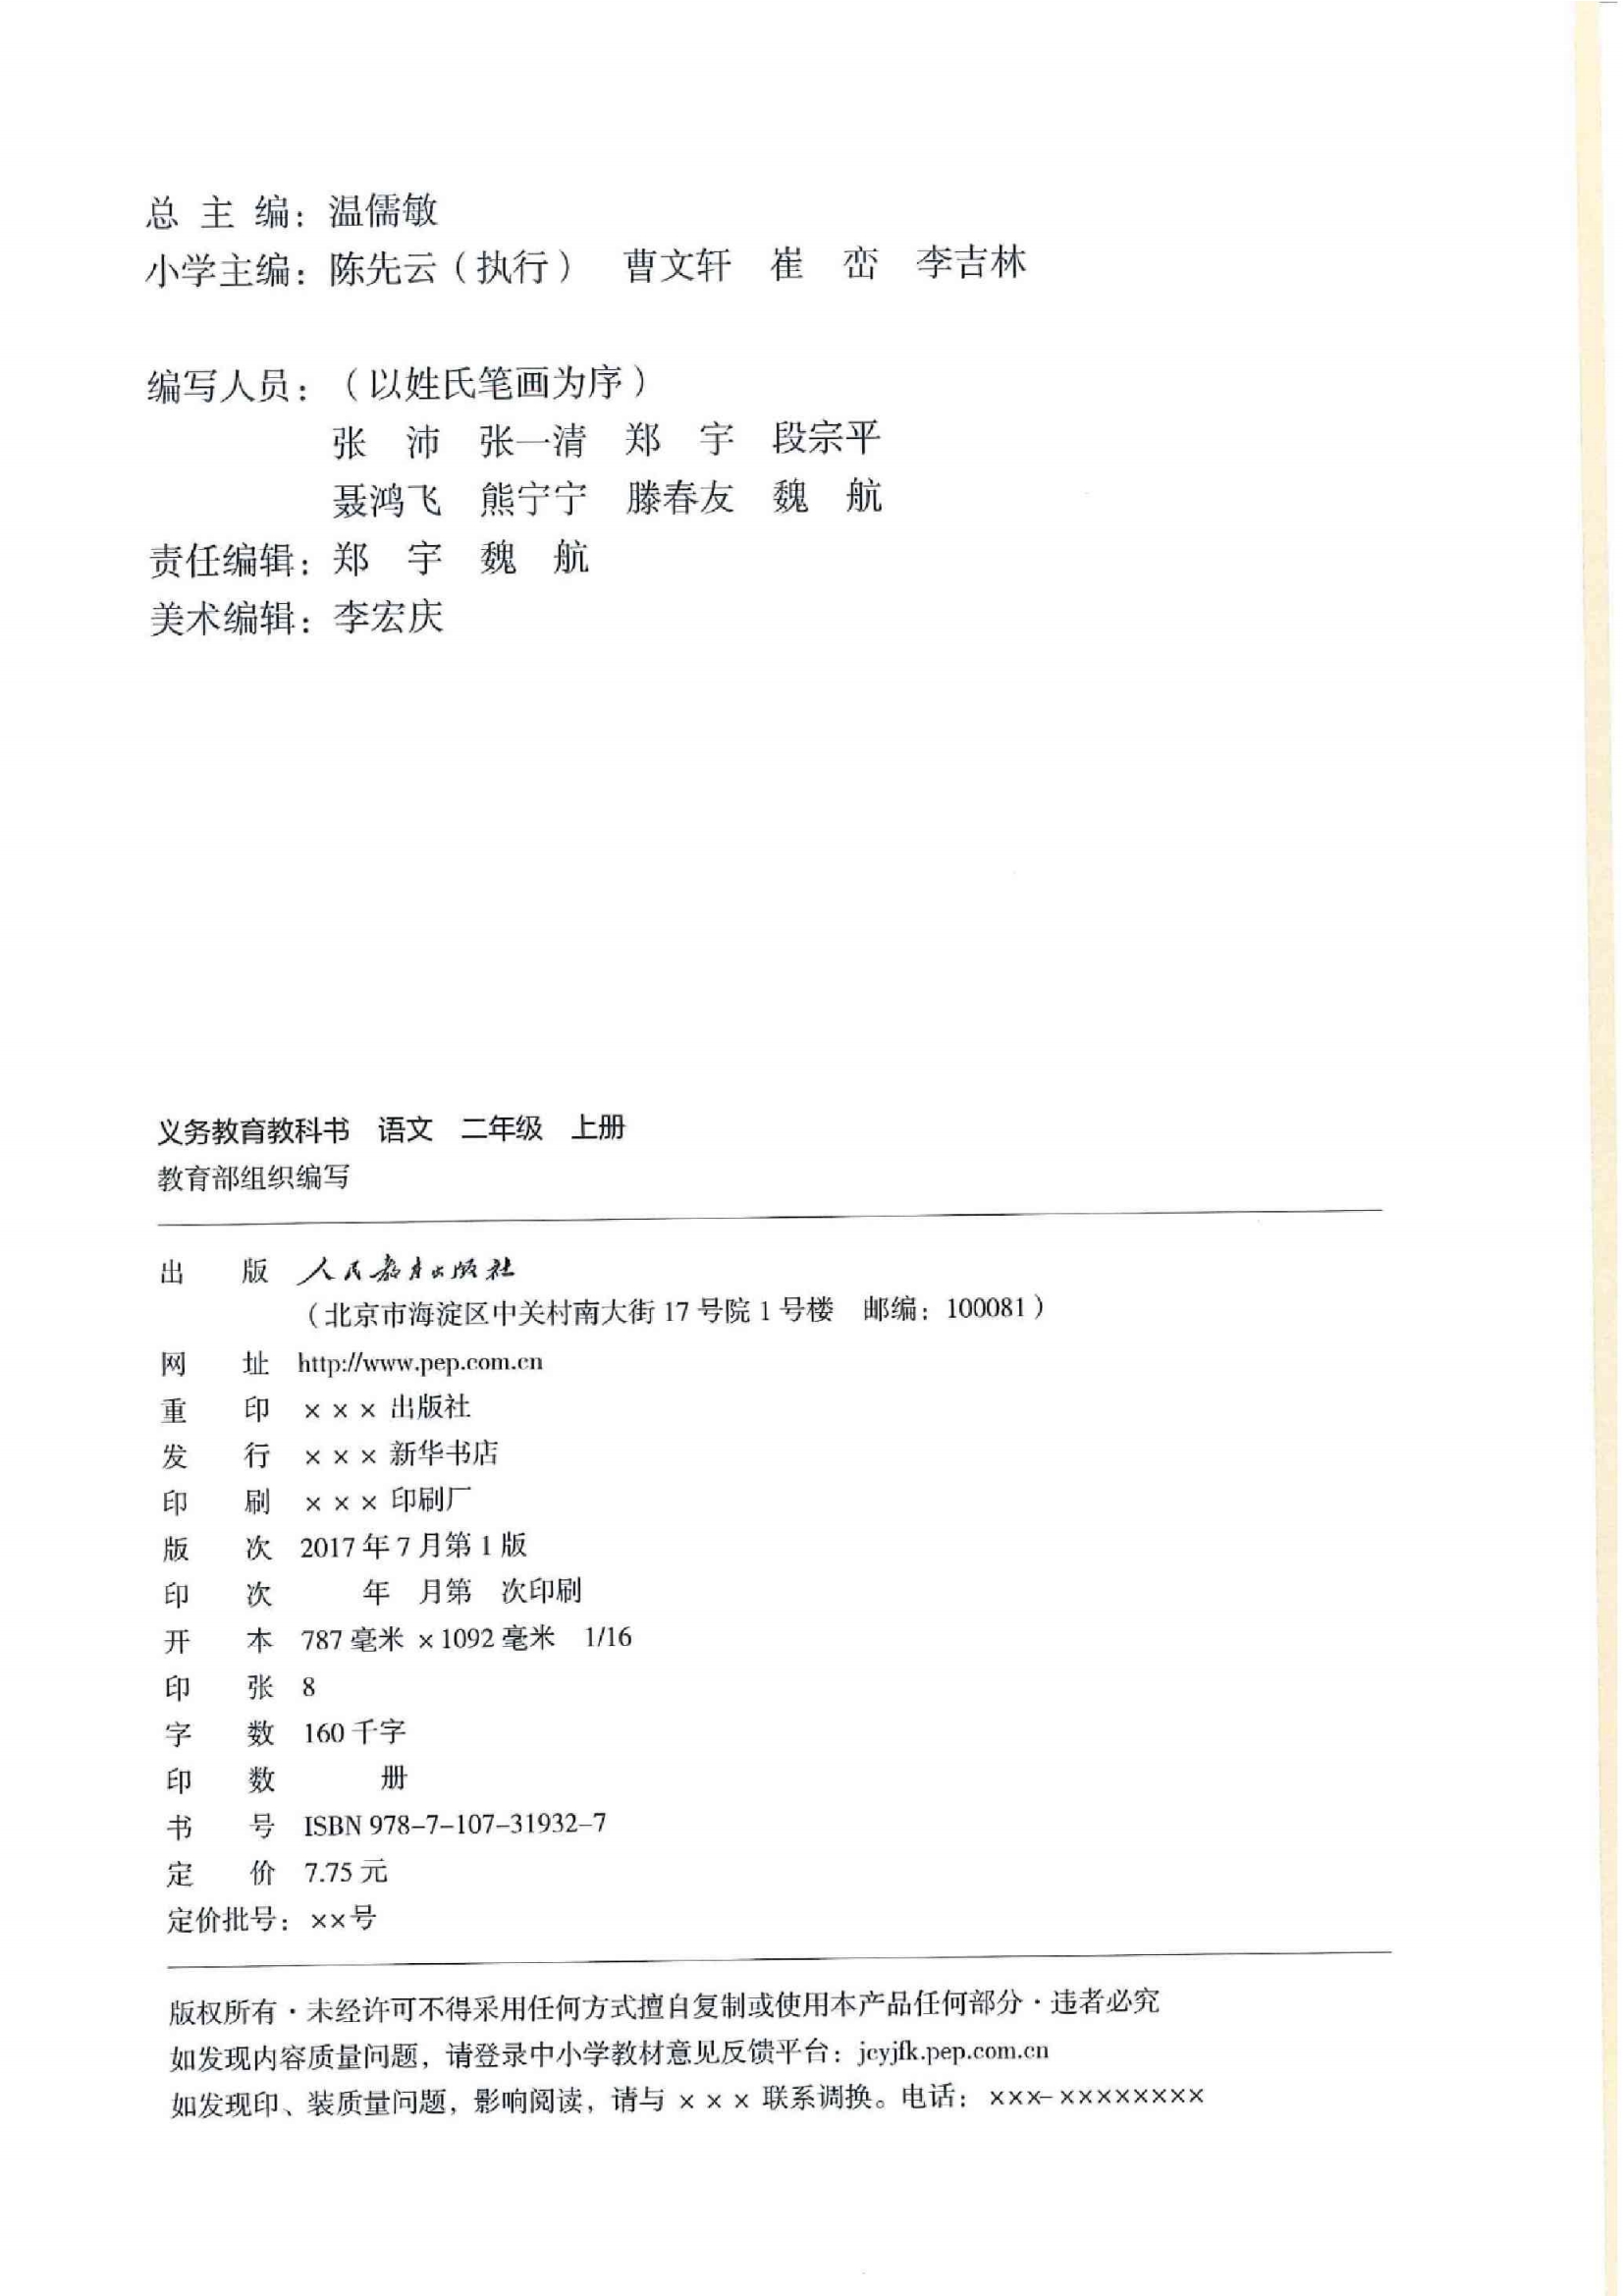 总 主 编：温儒敏
小学主编：陈先云（执行） 曹文轩 崔 峦 李吉林
编写人员：（以姓氏笔画为序）
张 沛 张一清 郑 宇 段宗平
聂鸿飞 熊宁宁 滕春友 魏 航
责任编辑：郑 宇 魏 航
美术编辑：李宏庆
义务教育教科书 语文 二年级 上册
教育部组织编写
出 版 人民教育出版社
（北京市海淀区中关村南大街 17 号院 1 号楼 邮编：100081）
网 址 http://www.pep.com.cn
重 印 ××× 出版社
发 行 ××× 新华书店
印 刷 ××× 印刷厂
版 次 2017 年 7 月第 1 版
印 次 年 月第 次印刷
开 本 787 毫米 ×1092 毫米 1/16
印 张 8
字 数 160 千字
印 数 册
书 号 ISBN 978-7-107-31932-7
定 价 7.75 元
定价批号：××号
版权所有·未经许可不得采用任何方式擅自复制或使用本产品任何部分·违者必究
如发现内容质量问题，请登录中小学教材意见反馈平台：jcyjfk.pep.com.cn
如发现印、装质量问题，影响阅读，请与 ××× 联系调换。电话：×××-××××××××